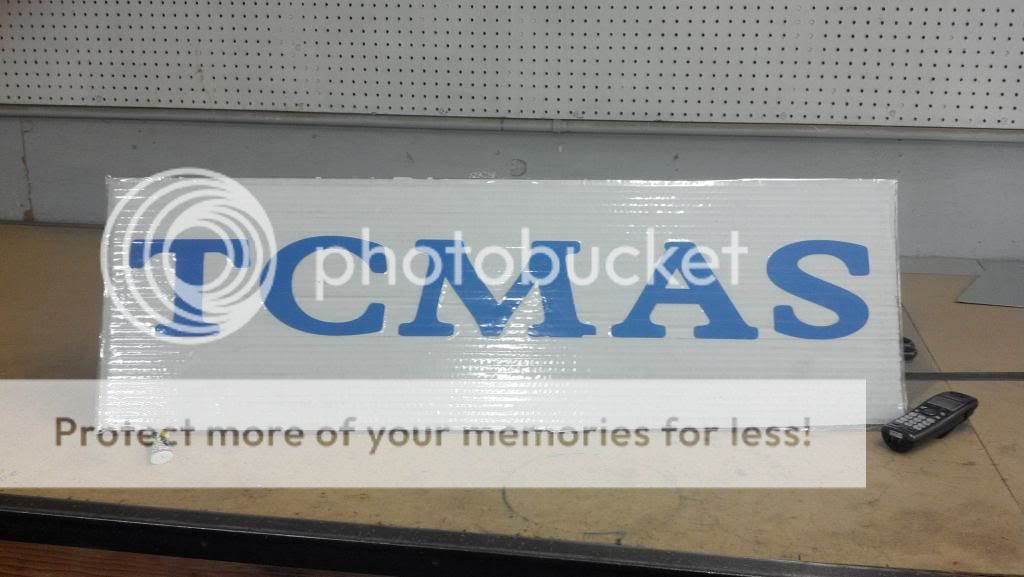 TCMAS
photobucket
Protect more of your memories for less!